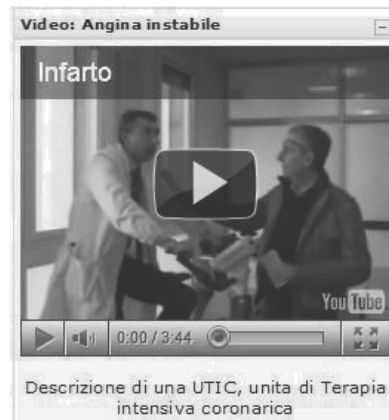 Video: Angina instabile
Infarto
YouTube
0:00 / 3:44
Descrizione di una UTIC, unita di Terapia
intensiva coronarica